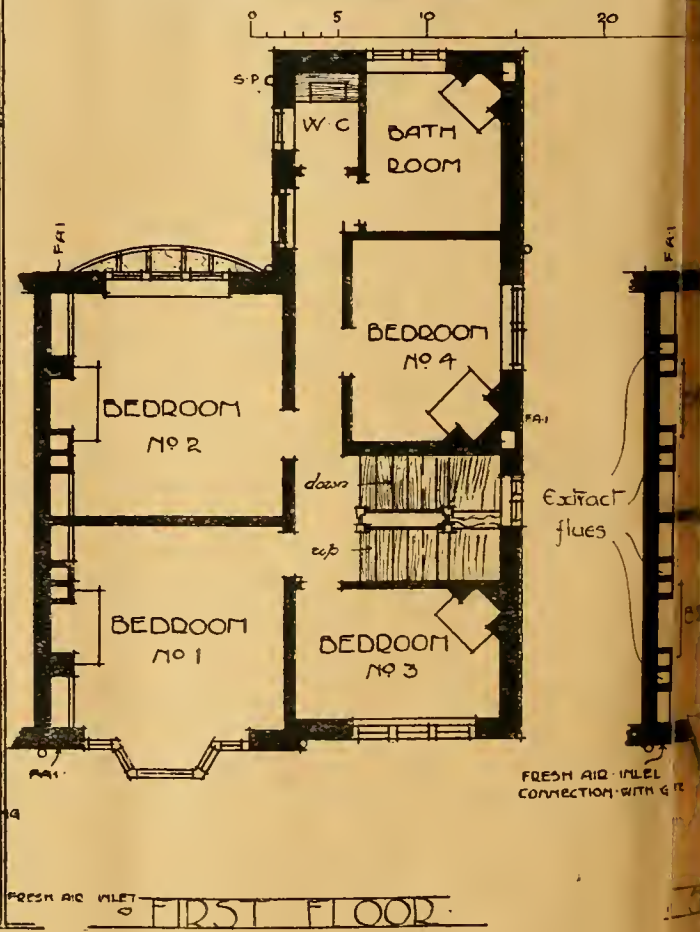 0 5 10 20
S.P.C
W.C
BATH
ROOM
F.A.I
F.A.I
BEDROOM
No 4
BEDROOM
No 2
F.A.I
down
Extract
flues
up
BEDROOM
No 1
BEDROOM
No 3
F.A.I.
FRESH AIR INLEL
CONNECTION WITH G
FRESH AIR INLET
FIRST FLOOR.